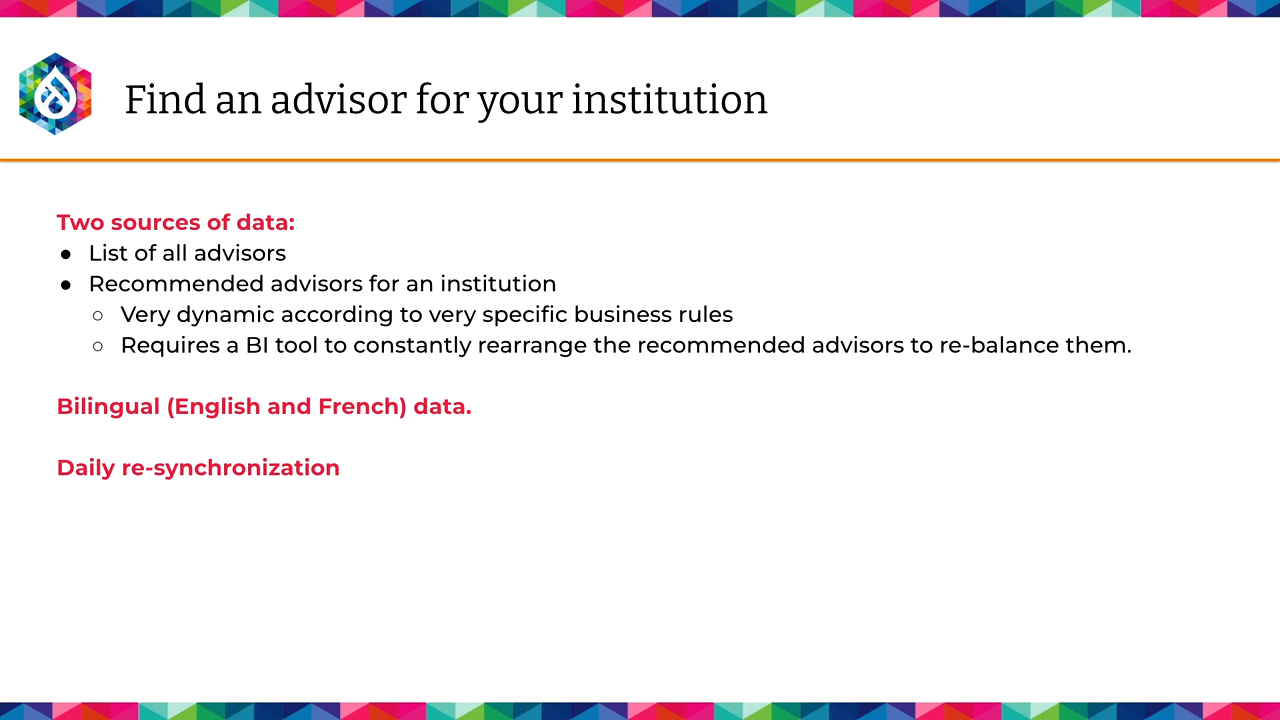 Find an advisor for your institution
Two sources of data:
● List of all advisors
● Recommended advisors for an institution
○ Very dynamic according to very specific business rules
○ Requires a BI tool to constantly rearrange the recommended advisors to re-balance them.
Bilingual (English and French) data.
Daily re-synchronization